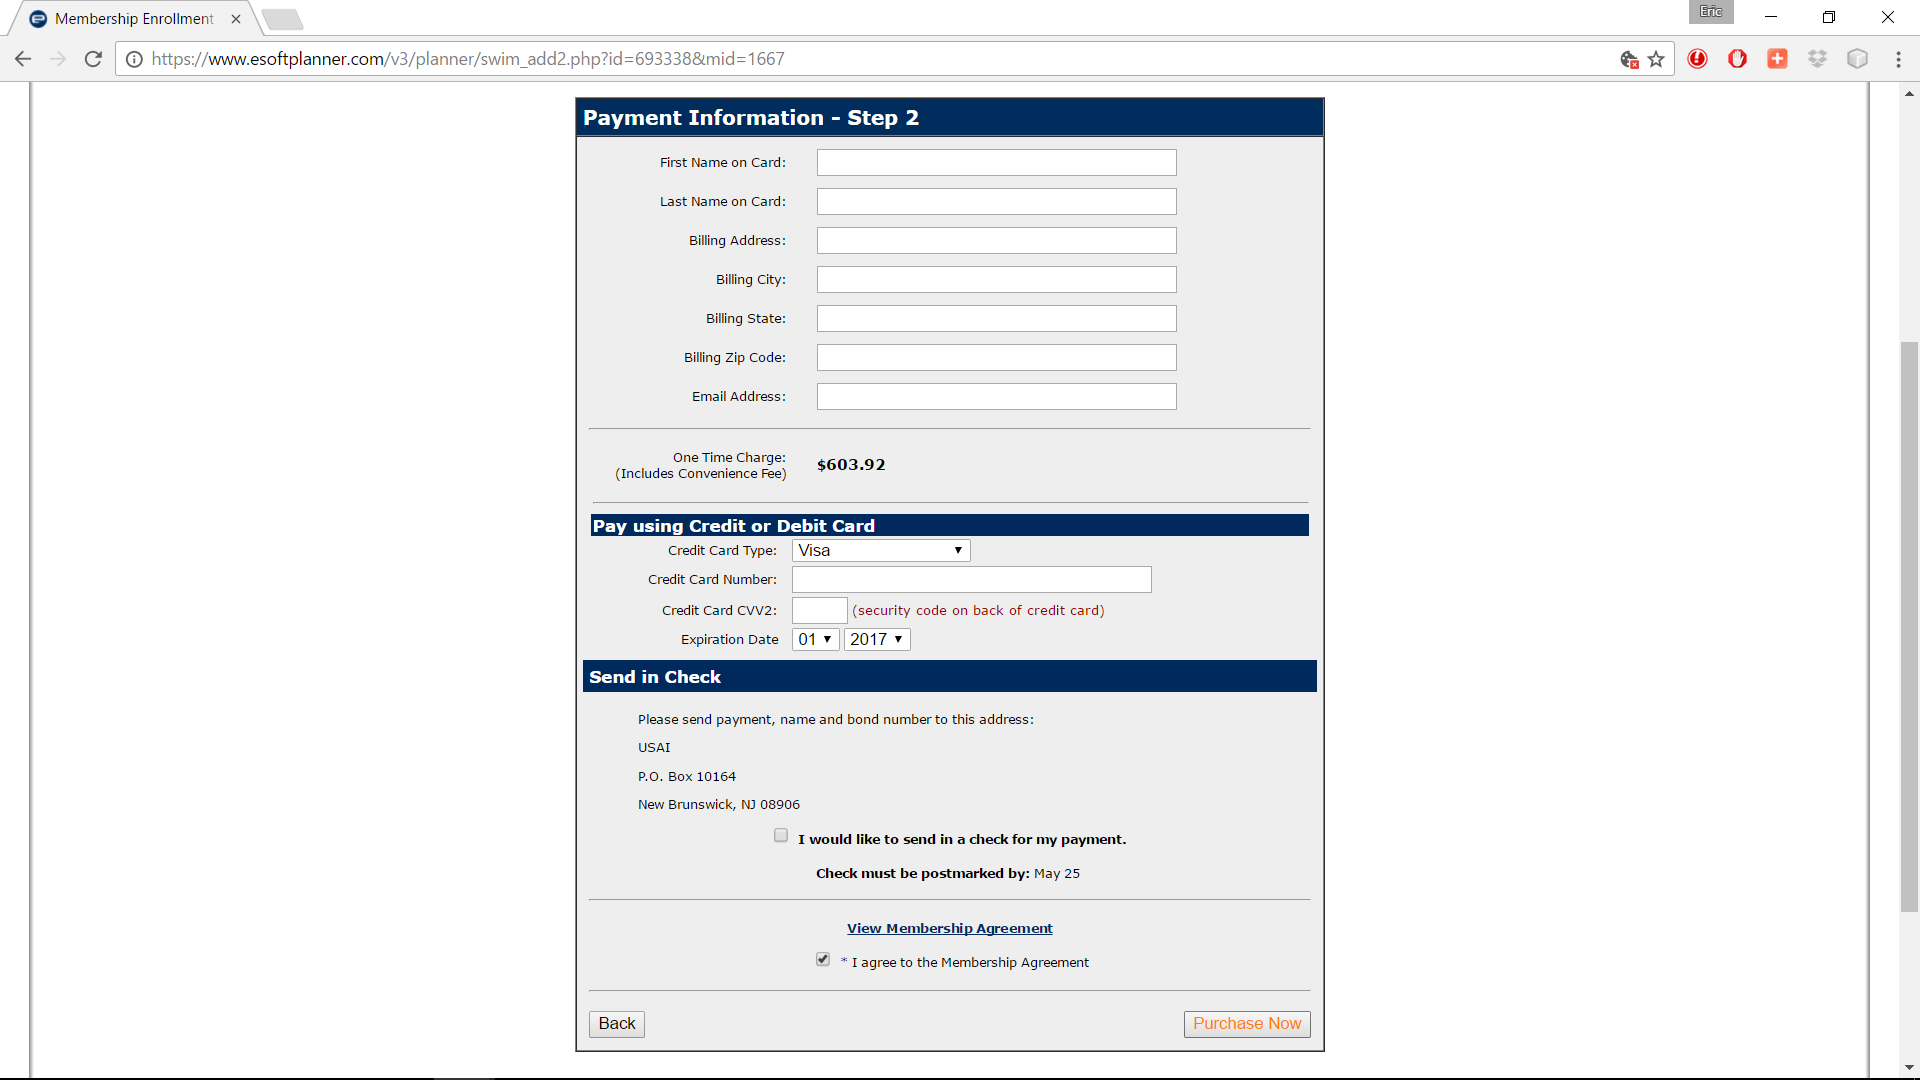 Membership Enrollment
Eric
https://www.esoftplanner.com/v3/planner/swim_add2.php?id=693338&mid=1667
Payment Information - Step 2
First Name on Card:
Last Name on Card:
Billing Address:
Billing City:
Billing State:
Billing Zip Code:
Email Address:
One Time Charge:
(Includes Convenience Fee) $603.92
Pay using Credit or Debit Card
Credit Card Type: Visa
Credit Card Number:
Credit Card CVV2: (security code on back of credit card)
Expiration Date 01 2017
Send in Check
Please send payment, name and bond number to this address:
USAI
P.O. Box 10164
New Brunswick, NJ 08906
I would like to send in a check for my payment.
Check must be postmarked by: May 25
View Membership Agreement
* I agree to the Membership Agreement
Back Purchase Now